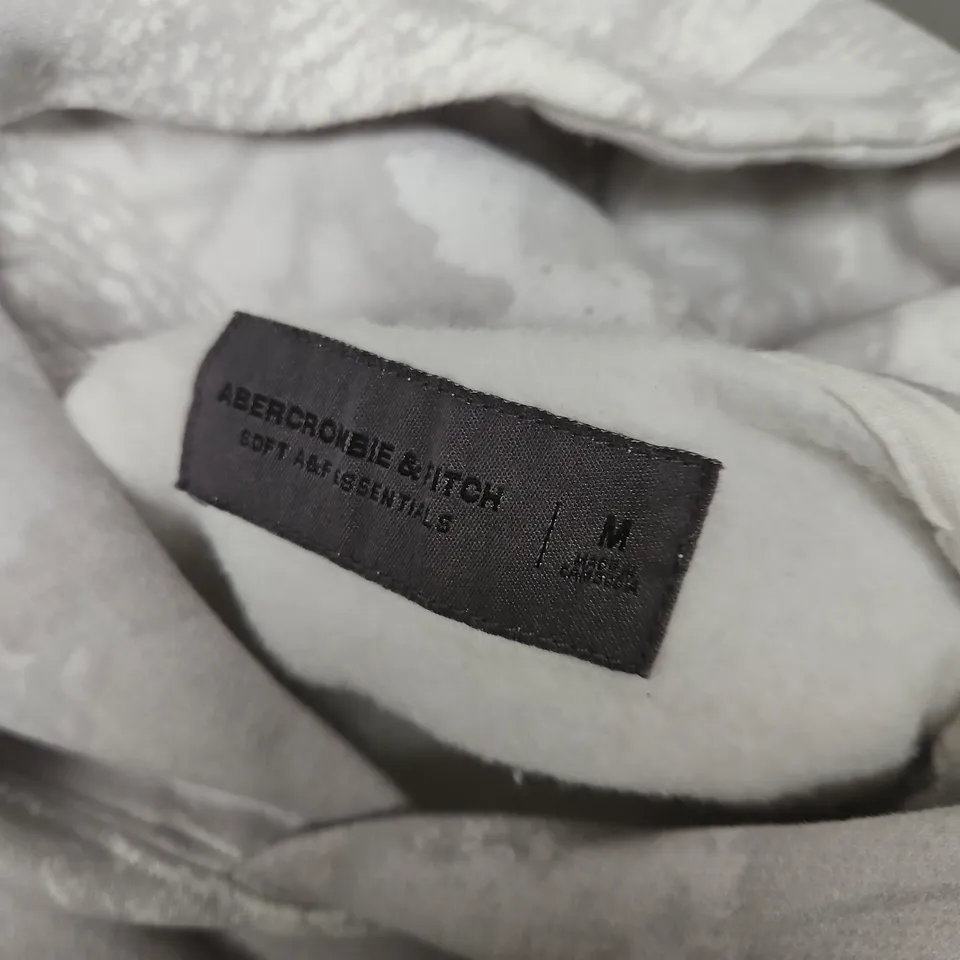 ABERCROMBIE & FITCH
SOFT A&F ESSENTIALS
M
MADE IN
CAMBODIA